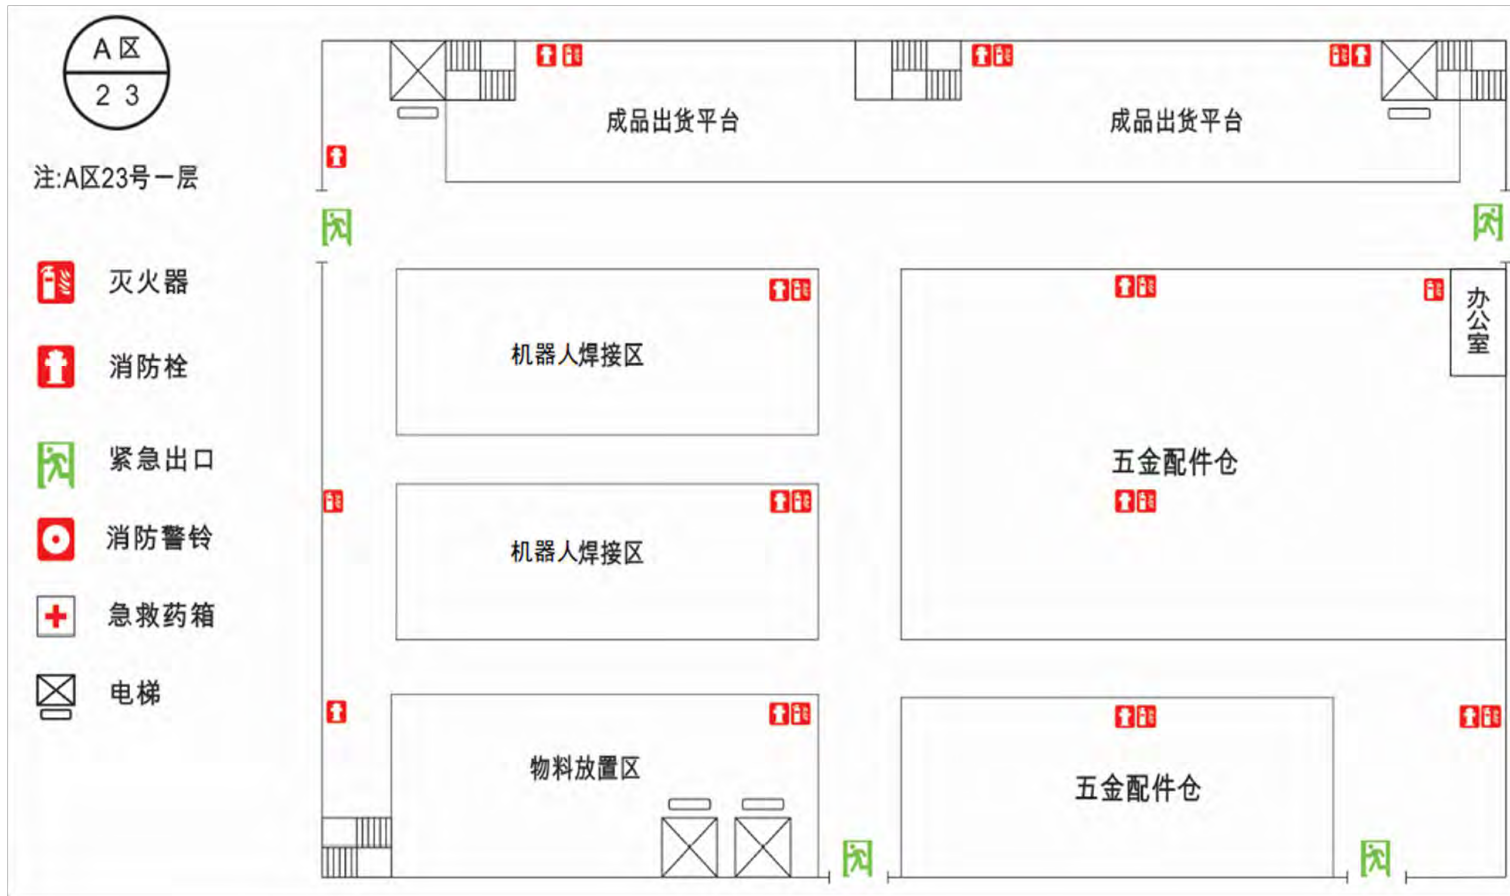 A区
23
注:A区23号一层
灭火器
消防栓
紧急出口
消防警铃
急救药箱
电梯
成品出货平台
成品出货平台
机器人焊接区
办公室
五金配件仓
机器人焊接区
物料放置区
五金配件仓